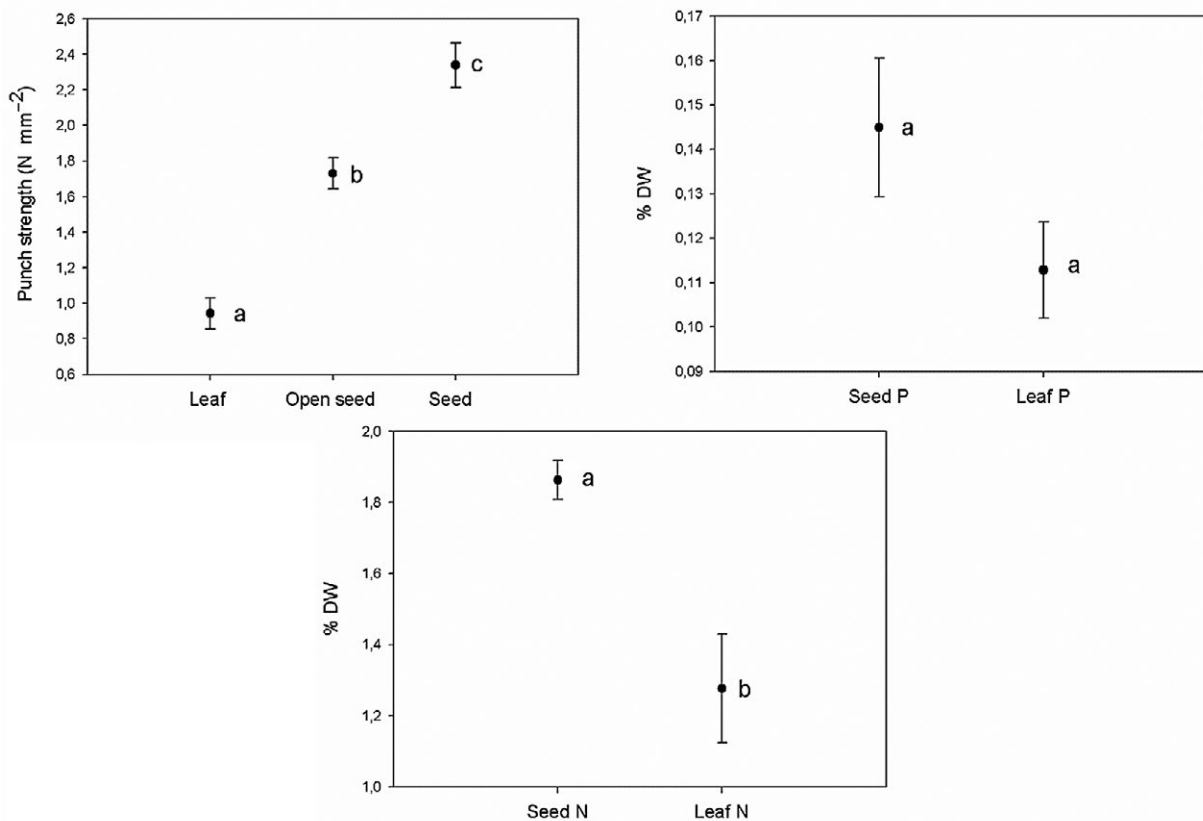 Punch strength (N mm−2)
2,6
2,4
2,2
2,0
1,8
1,6
1,4
1,2
1,0
0,8
0,6
a
b
c
Leaf Open seed Seed
% DW
0,17
0,16
0,15
0,14
0,13
0,12
0,11
0,10
0,09
a
a
Seed P Leaf P
% DW
2,0
1,8
1,6
1,4
1,2
1,0
a
b
Seed N Leaf N